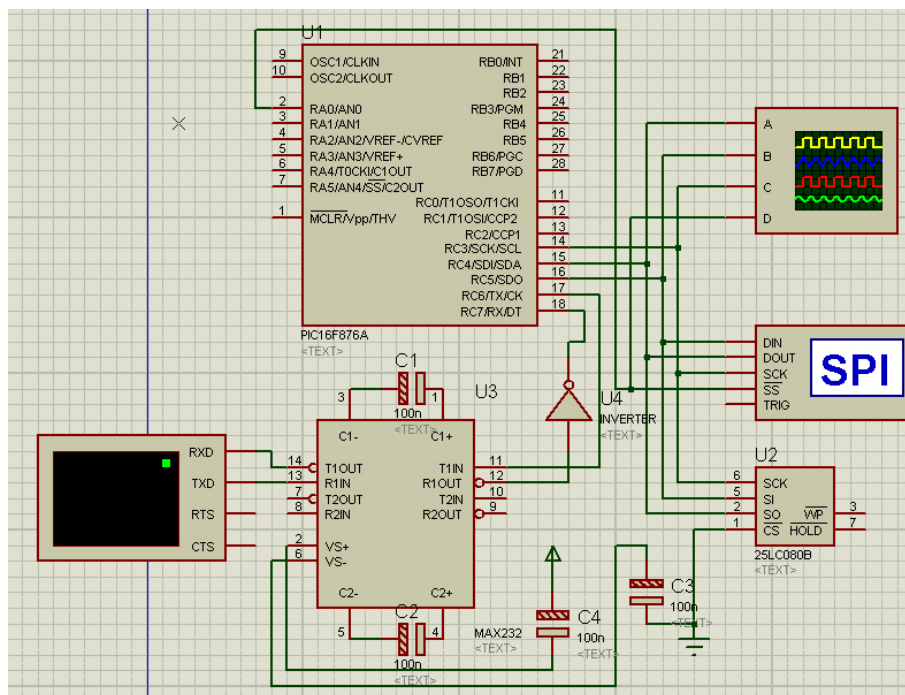 U1
9 OSC1/CLKIN RB0/INT 21
10 OSC2/CLKOUT RB1 22
RB2 23
2 RA0/AN0 RB3/PGM 24
3 RA1/AN1 RB4 25
4 RA2/AN2/VREF-/CVREF RB5 26
5 RA3/AN3/VREF+ RB6/PGC 27
6 RA4/T0CKI/C1OUT RB7/PGD 28
7 RA5/AN4/SS/C2OUT
RC0/T1OSO/T1CKI 11
1 MCLR/Vpp/THV RC1/T1OSI/CCP2 12
RC2/CCP1 13
RC3/SCK/SCL 14
RC4/SDI/SDA 15
RC5/SDO 16
RC6/TX/CK 17
RC7/RX/DT 18
PIC16F876A
<TEXT>
A
B
C
D
DIN
DOUT
SCK
SS
TRIG
SPI
C1
3 1
100n
<TEXT>
U3
U4
INVERTER
<TEXT>
C1- C1+
14 T1OUT T1IN 11
13 R1IN R1OUT 12
7 T2OUT T2IN 10
8 R2IN R2OUT 9
2 VS+
6 VS-
C2- C2+
RXD
TXD
RTS
CTS
U2
6 SCK
5 SI
2 SO WP 3
1 CS HOLD 7
25LC080B
<TEXT>
C2
5 4
100n
<TEXT>
MAX232
<TEXT>
C4
100n
<TEXT>
C3
100n
<TEXT>